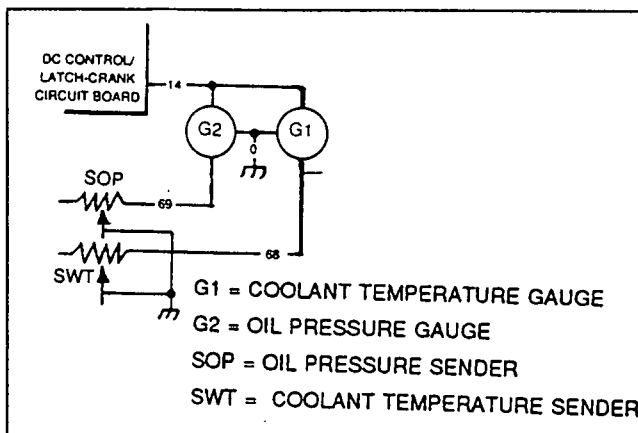 DC CONTROL/
LATCH-CRANK
CIRCUIT BOARD
14
G2
G1
0
SOP
69
68
SWT
G1 = COOLANT TEMPERATURE GAUGE
G2 = OIL PRESSURE GAUGE
SOP = OIL PRESSURE SENDER
SWT = COOLANT TEMPERATURE SENDER